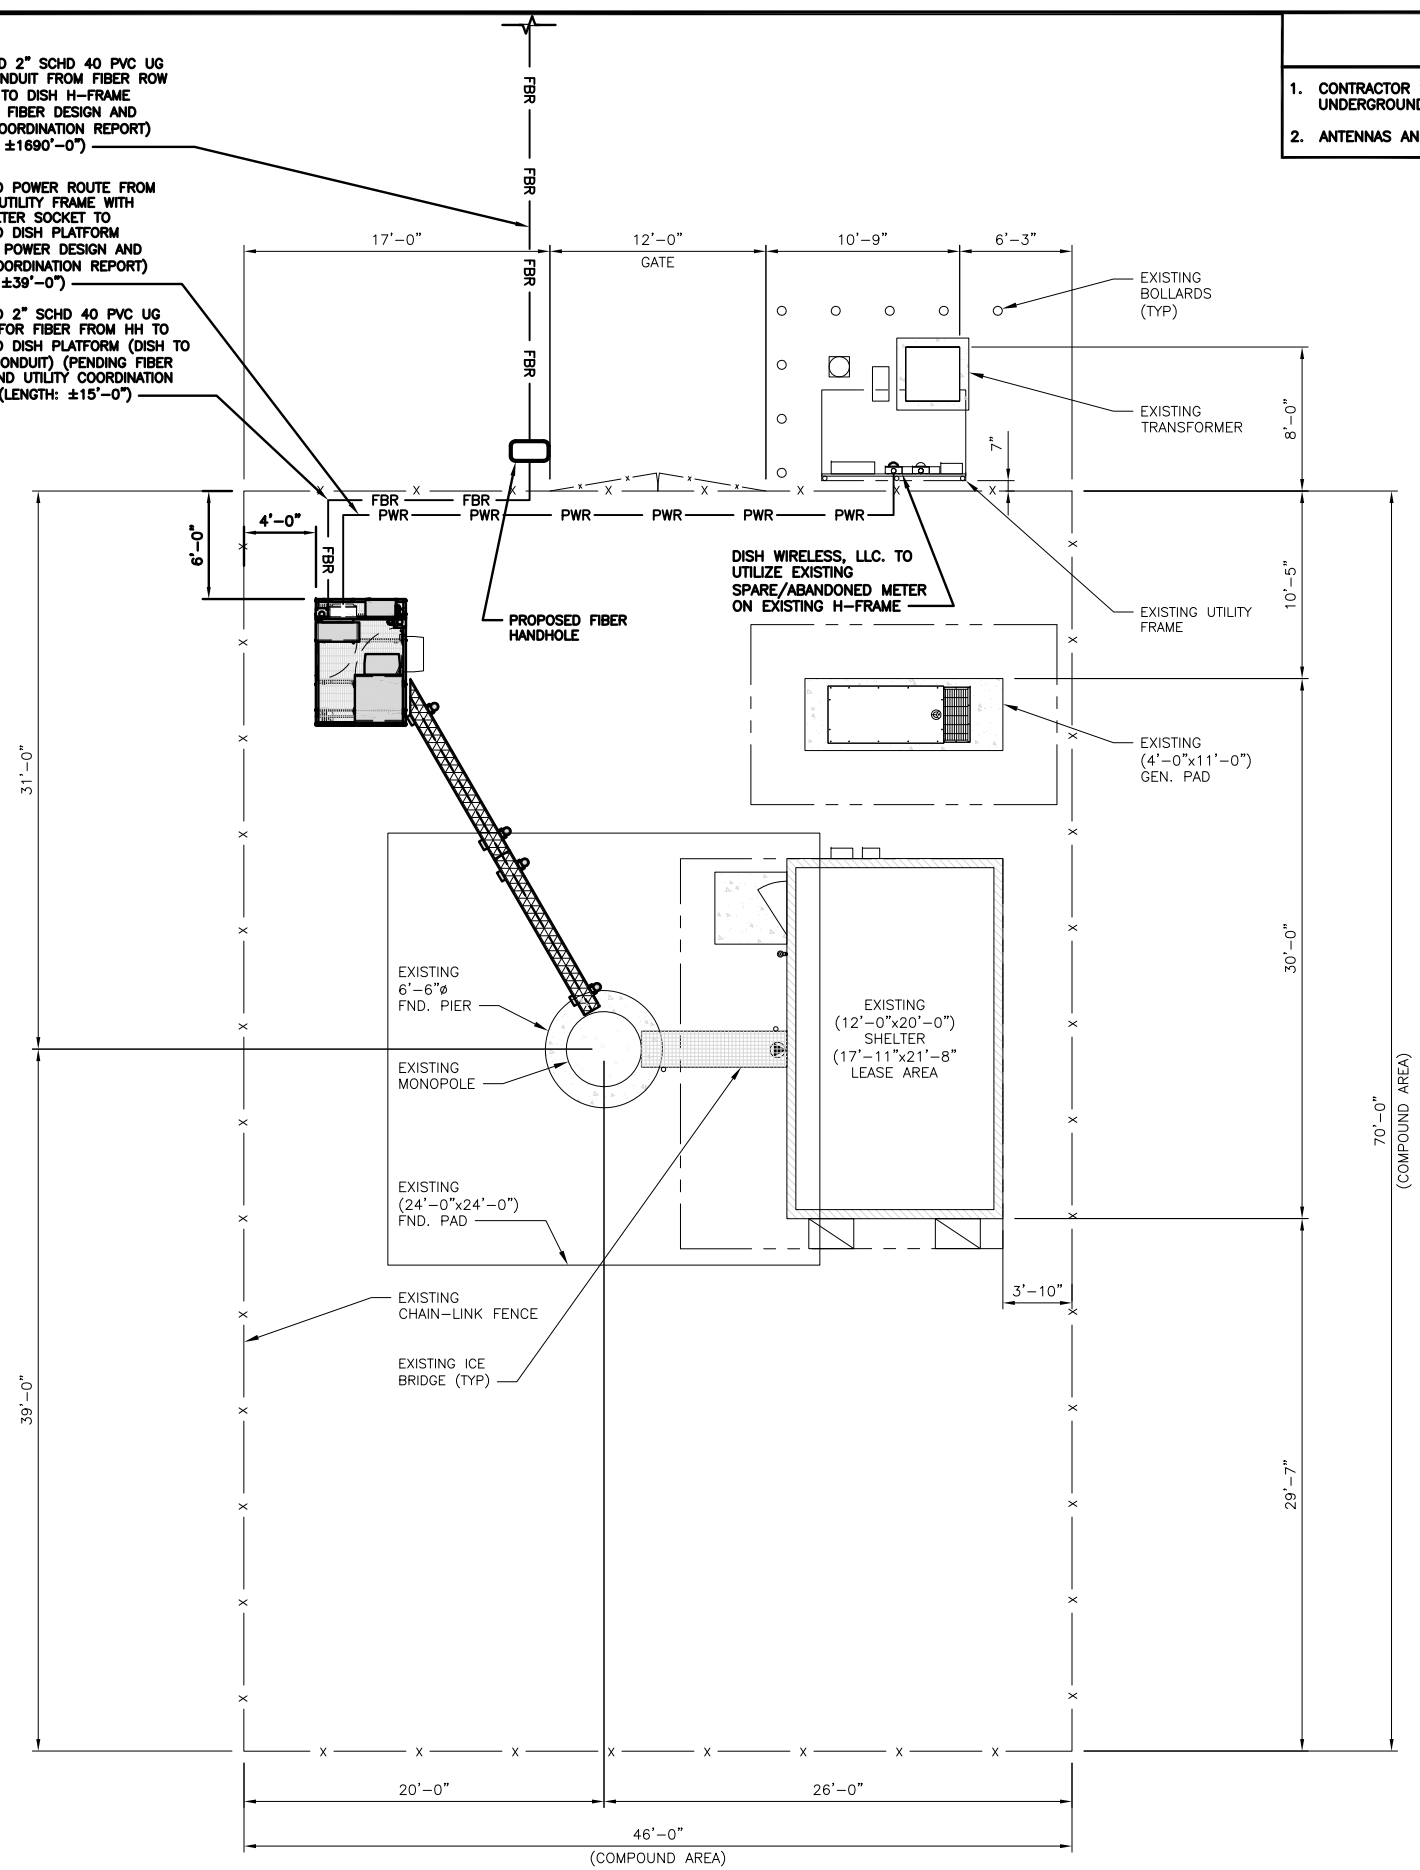 2" SCHD 40 PVC UG
FROM FIBER ROW
TO DISH H-FRAME
FIBER DESIGN AND
REPORT)
±1690'-0")
POWER ROUTE FROM
UTILITY FRAME WITH
SOCKET TO
DISH PLATFORM
POWER DESIGN AND
REPORT)
±39'-0")
2" SCHD 40 PVC UG
FOR FIBER FROM HH TO
DISH PLATFORM (DISH TO
(PENDING FIBER
UTILITY COORDINATION
(LENGTH: ±15'-0")
1. CONTRACTOR
2. ANTENNAS
FBR
FBR
FBR
FBR
17'-0"
12'-0"
GATE
10'-9"
6'-3"
EXISTING
BOLLARDS
(TYP)
EXISTING
TRANSFORMER
8'-0"
7"
X
X
X
X
X
X
X
X
X
X
FBR
FBR
PWR
PWR
PWR
PWR
PWR
PWR
FBR
4'-0"
6'-0"
DISH WIRELESS, LLC. TO
UTILIZE EXISTING
SPARE/ABANDONED METER
ON EXISTING H-FRAME
PROPOSED FIBER
HANDHOLE
10'-5"
EXISTING UTILITY
FRAME
EXISTING
(4'-0"x11'-0")
GEN. PAD
31'-0"
EXISTING
6'-6"ø
FND. PIER
EXISTING
MONOPOLE
EXISTING
(12'-0"x20'-0")
SHELTER
(17'-11"x21'-8"
LEASE AREA
30'-0"
70'-0"
(COMPOUND AREA)
EXISTING
(24'-0"x24'-0")
FND. PAD
EXISTING
CHAIN-LINK FENCE
EXISTING ICE
BRIDGE (TYP)
3'-10"
39'-0"
29'-7"
X
X
X
X
X
X
X
X
20'-0"
26'-0"
46'-0"
(COMPOUND AREA)